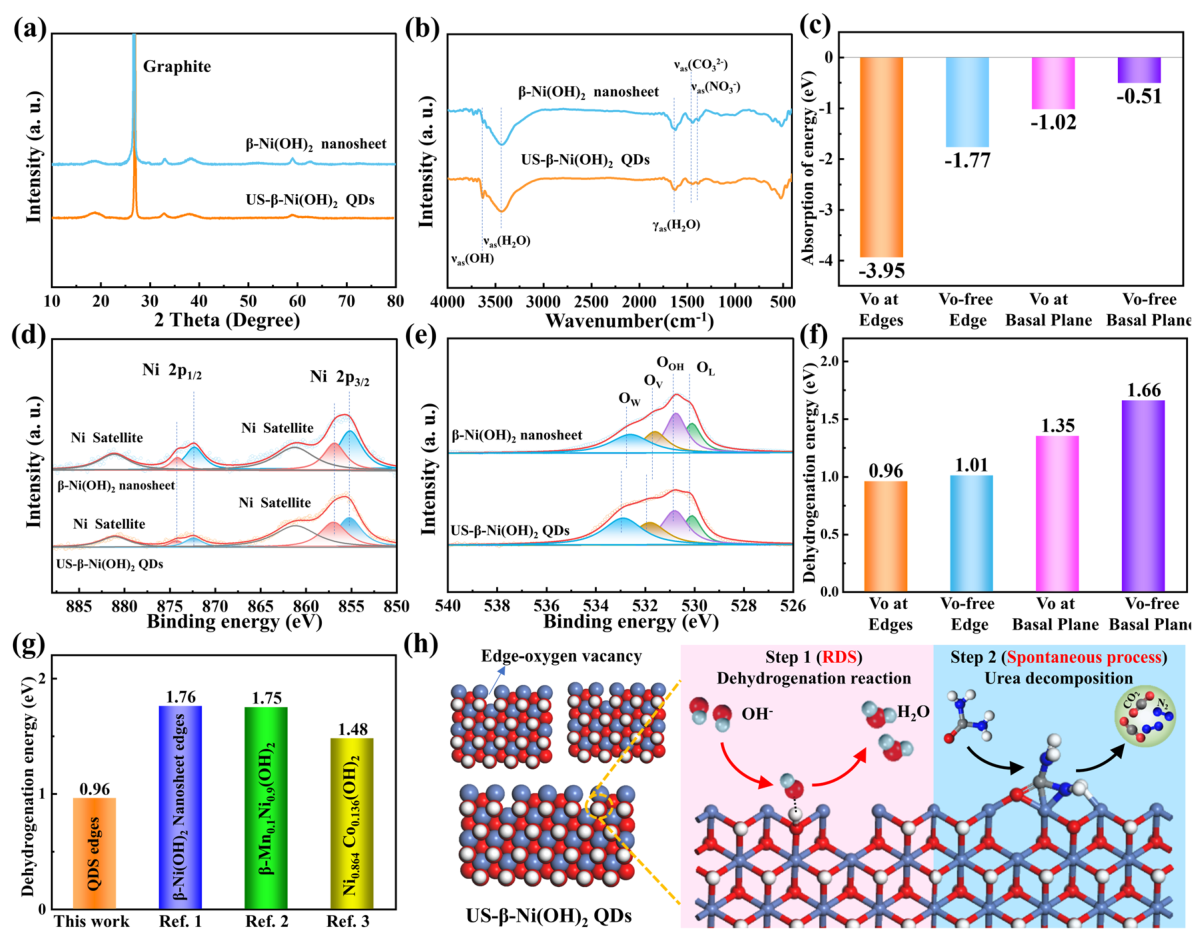 (a)
Intensity (a. u.)
Graphite
β-Ni(OH)₂ nanosheet
US-β-Ni(OH)₂ QDs
10 20 30 40 50 60 70 80
2 Theta (Degree)
(b)
Intensity (a. u.)
νas(CO₃²⁻)
νas(NO₃⁻)
β-Ni(OH)₂ nanosheet
US-β-Ni(OH)₂ QDs
νas(H₂O)
γas(H₂O)
νas(OH)
4000 3500 3000 2500 2000 1500 1000 500
Wavenumber(cm⁻¹)
(c)
Absorption of energy (eV)
0
-1
-2
-3
-4
-3.95
-1.77
-1.02
-0.51
Vo at Edges
Vo-free Edge
Vo at Basal Plane
Vo-free Basal Plane
(d)
Intensity (a. u.)
Ni 2p₁/₂
Ni 2p₃/₂
Ni Satellite
Ni Satellite
β-Ni(OH)₂ nanosheet
Ni Satellite
Ni Satellite
US-β-Ni(OH)₂ QDs
885 880 875 870 865 860 855 850
Binding energy (eV)
(e)
Intensity (a. u.)
O_W
O_V
O_OH
O_L
β-Ni(OH)₂ nanosheet
US-β-Ni(OH)₂ QDs
540 538 536 534 532 530 528 526
Binding energy (eV)
(f)
Dehydrogenation energy (eV)
2.0
1.5
1.0
0.5
0.0
0.96
1.01
1.35
1.66
Vo at Edges
Vo-free Edge
Vo at Basal Plane
Vo-free Basal Plane
(g)
Dehydrogenation energy (eV)
2
1
0
0.96
1.76
1.75
1.48
QDS edges
β-Ni(OH)₂ Nanosheet edges
β-Mn₀.₁Ni₀.₉(OH)₂
Ni₀.₈₆₄ Co₀.₁₃₆(OH)₂
This work
Ref. 1
Ref. 2
Ref. 3
(h)
Edge-oxygen vacancy
US-β-Ni(OH)₂ QDs
Step 1 (RDS)
Dehydrogenation reaction
OH⁻
H₂O
Step 2 (Spontaneous process)
Urea decomposition
CO₂
N₂